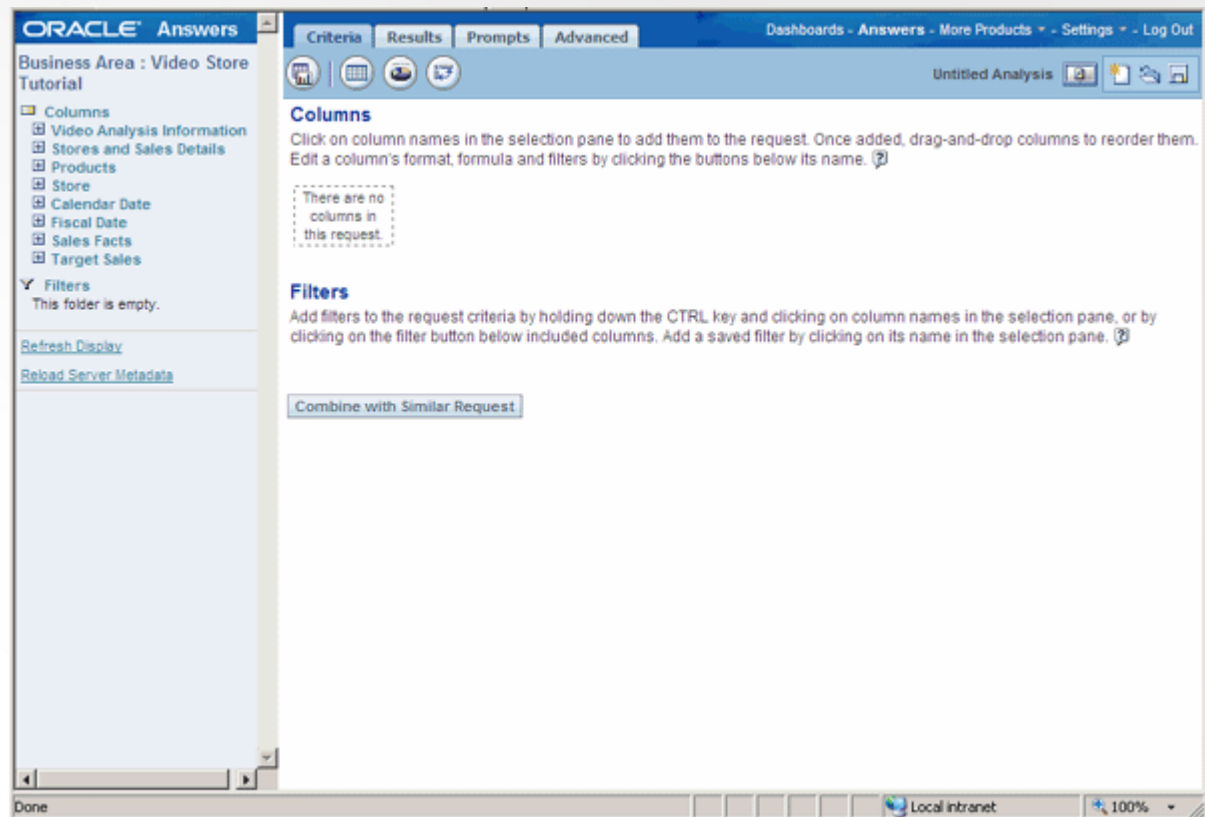 ORACLE® Answers
Business Area : Video Store
Tutorial
Columns
Video Analysis Information
Stores and Sales Details
Products
Store
Calendar Date
Fiscal Date
Sales Facts
Target Sales
Filters
This folder is empty.
Refresh Display
Reload Server Metadata
Criteria Results Prompts Advanced
Dashboards - Answers - More Products - Settings - Log Out
Untitled Analysis
Columns
Click on column names in the selection pane to add them to the request. Once added, drag-and-drop columns to reorder them.
Edit a column's format, formula and filters by clicking the buttons below its name.
There are no
columns in
this request.
Filters
Add filters to the request criteria by holding down the CTRL key and clicking on column names in the selection pane, or by
clicking on the filter button below included columns. Add a saved filter by clicking on its name in the selection pane.
Combine with Similar Request
Done
Local intranet
100%